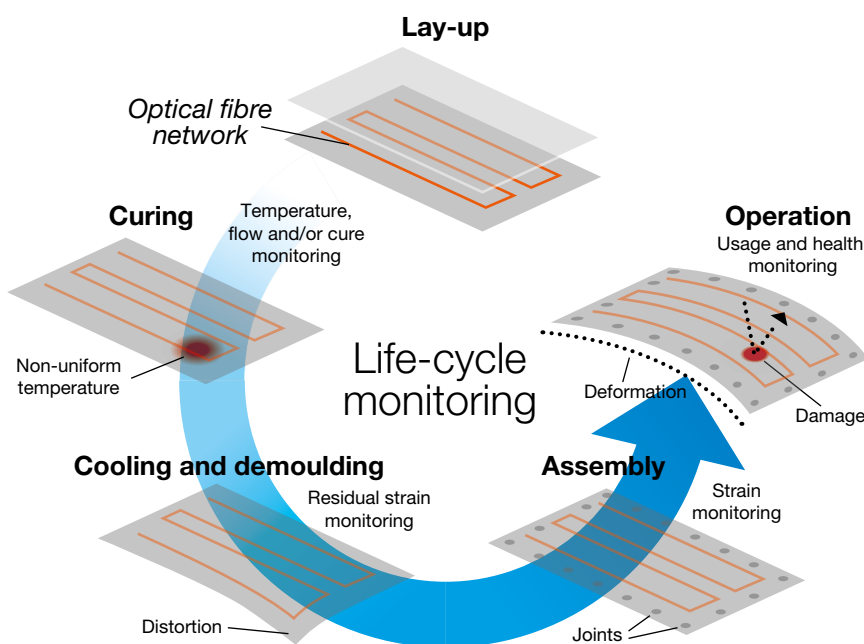 Lay-up
Optical fibre
network
Curing
Temperature,
flow and/or cure
monitoring
Operation
Usage and health
monitoring
Non-uniform
temperature
Life-cycle
monitoring
Deformation
Damage
Cooling and demoulding
Residual strain
monitoring
Assembly
Strain
monitoring
Distortion
Joints